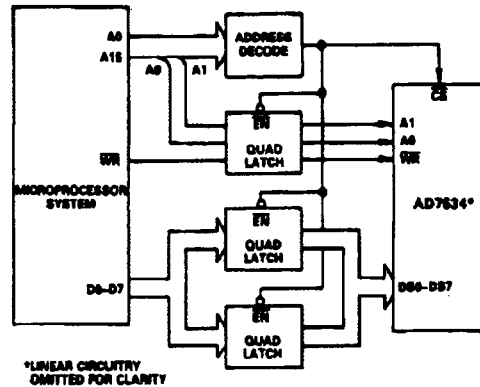 A0
A15
A0
A1
ADDRESS
DECODE
CS
EN
QUAD
LATCH
A1
A0
WR
WR
MICROPROCESSOR
SYSTEM
AD7534*
EN
QUAD
LATCH
D0–D7
DB0–DB7
EN
QUAD
LATCH
*LINEAR CIRCUITRY
OMITTED FOR CLARITY